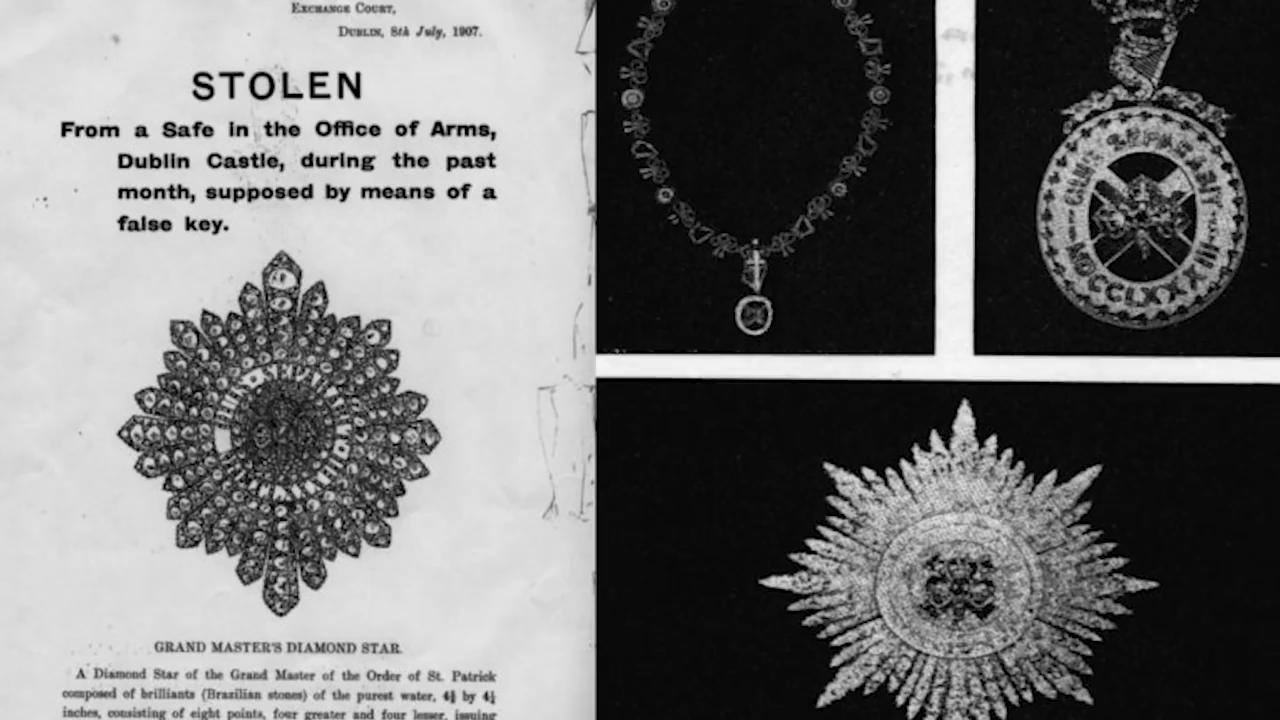 Exchange Court,
Dublin, 8th July, 1907.
STOLEN
From a Safe in the Office of Arms,
Dublin Castle, during the past
month, supposed by means of a
false key.
GRAND MASTER'S DIAMOND STAR.
A Diamond Star of the Grand Master of the Order of St. Patrick
composed of brilliants (Brazilian stones) of the purest water, 4⅝ by 4¼
inches, consisting of eight points, four greater and four lesser, issuing
QUIS SEPARABIT
MDCCLXXXIII